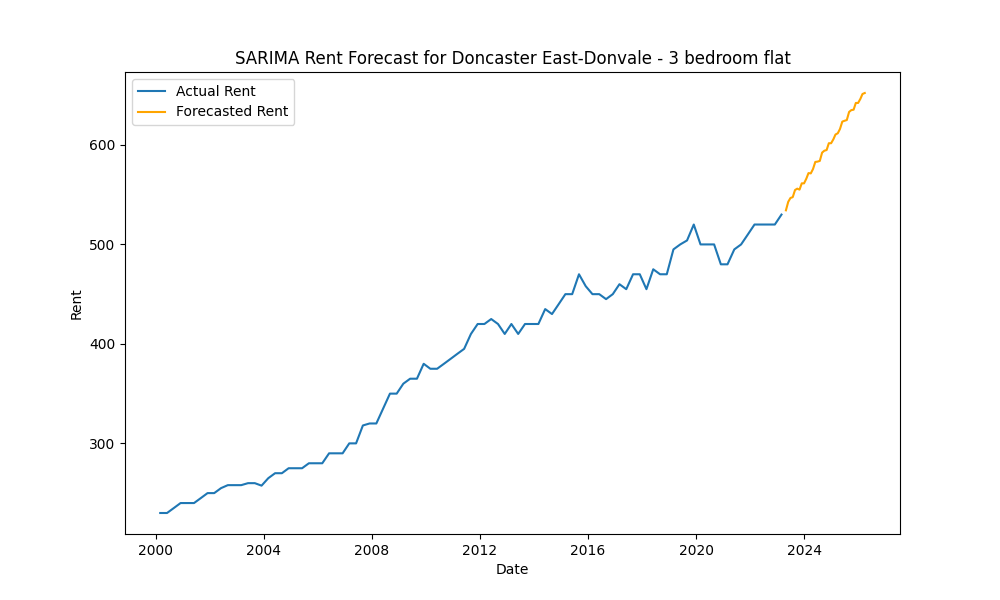 SARIMA Rent Forecast for Doncaster East-Donvale - 3 bedroom flat
Actual Rent
Forecasted Rent
600
500
400
300
Rent
2000 2004 2008 2012 2016 2020 2024
Date